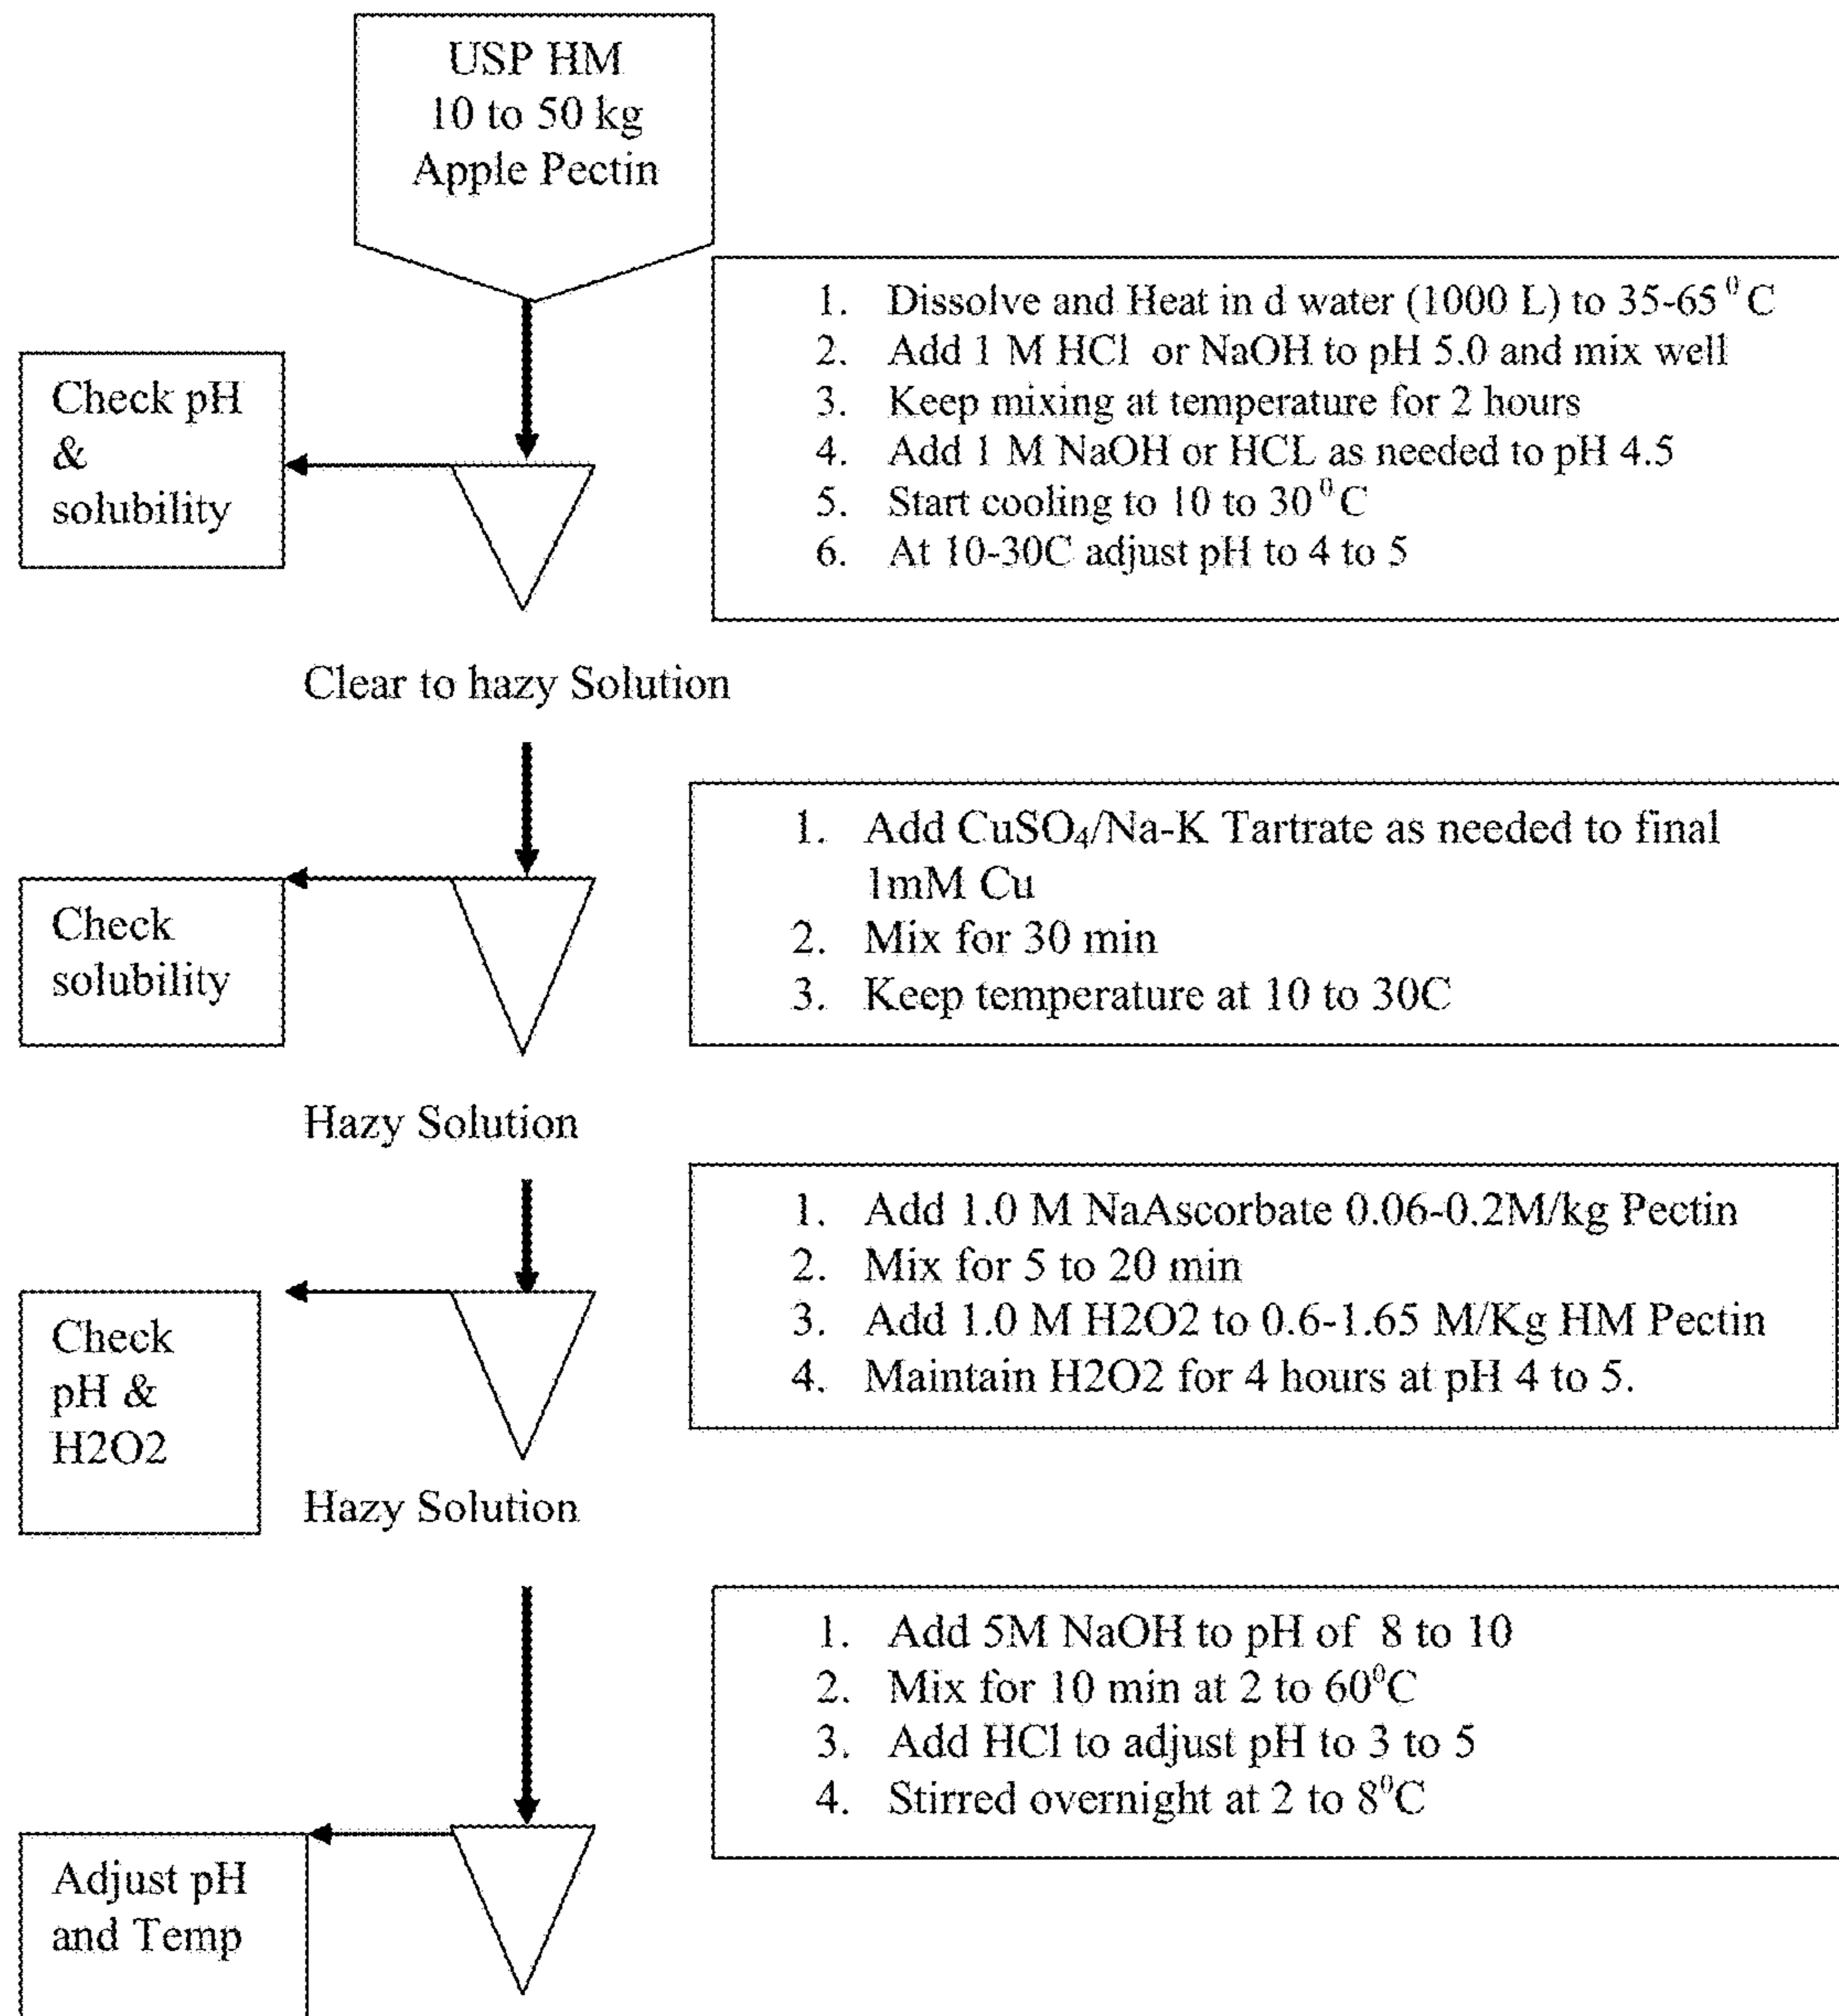 USP HM
10 to 50 kg
Apple Pectin
1. Dissolve and Heat in d water (1000 L) to 35-65 ⁰ C
2. Add 1 M HCl or NaOH to pH 5.0 and mix well
3. Keep mixing at temperature for 2 hours
4. Add 1 M NaOH or HCL as needed to pH 4.5
5. Start cooling to 10 to 30 ⁰ C
6. At 10-30C adjust pH to 4 to 5
Check pH
&
solubility
Clear to hazy Solution
1. Add CuSO₄/Na-K Tartrate as needed to final
1mM Cu
2. Mix for 30 min
3. Keep temperature at 10 to 30C
Check
solubility
Hazy Solution
1. Add 1.0 M NaAscorbate 0.06-0.2M/kg Pectin
2. Mix for 5 to 20 min
3. Add 1.0 M H2O2 to 0.6-1.65 M/Kg HM Pectin
4. Maintain H2O2 for 4 hours at pH 4 to 5.
Check
pH &
H2O2
Hazy Solution
1. Add 5M NaOH to pH of 8 to 10
2. Mix for 10 min at 2 to 60⁰C
3. Add HCl to adjust pH to 3 to 5
4. Stirred overnight at 2 to 8⁰C
Adjust pH
and Temp